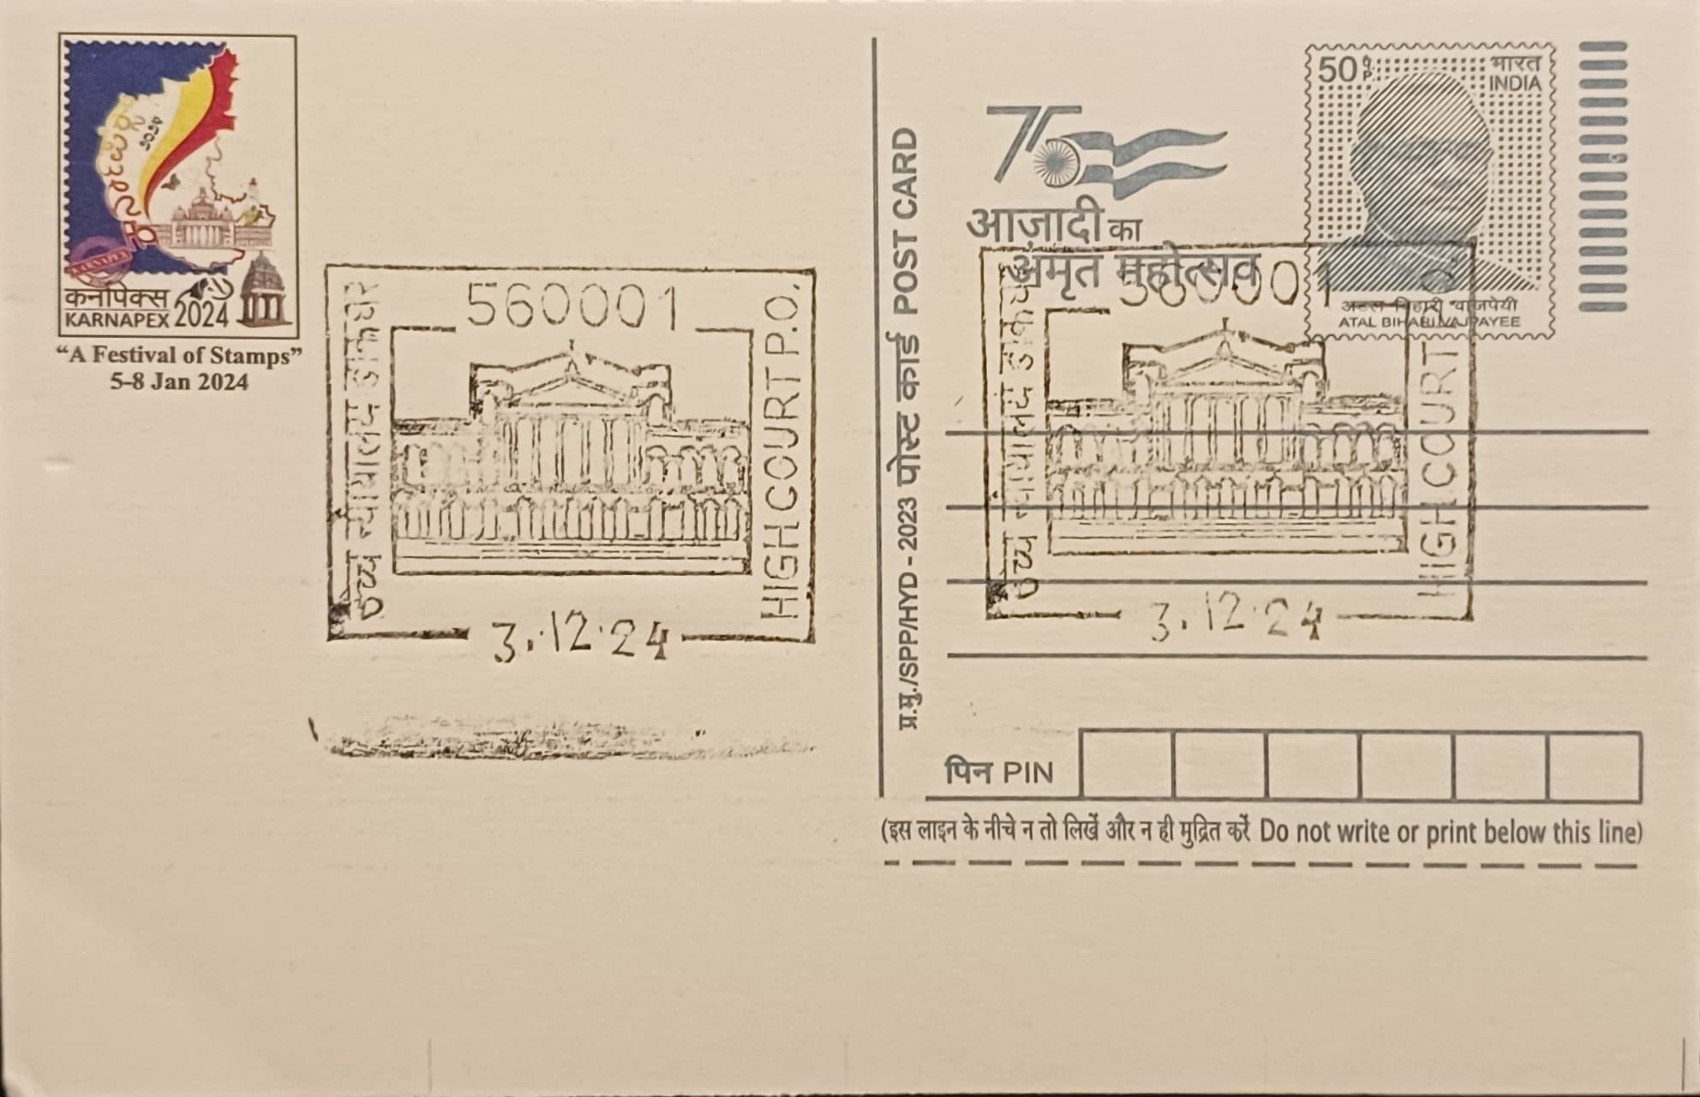 ಕರ್ನಾಪೆಕ್ಸ್
೨೦೨೪
कर्नापेक्स
KARNAPEX 2024
“A Festival of Stamps”
5-8 Jan 2024
560001
उच्च न्यायालय डाकघर
HIGH COURT P.O.
3.12.24
प्र.मु./SPP/HYD - 2023 पोस्ट कार्ड POST CARD
75
आज़ादी का
अमृत महोत्सव
50 पै. P.
भारत
INDIA
अटल बिहारी वाजपेयी
ATAL BIHARI VAJPAYEE
560001
उच्च न्यायालय डाकघर
HIGH COURT
3.12.24
पिन PIN
(इस लाइन के नीचे न तो लिखें और न ही मुद्रित करें Do not write or print below this line)